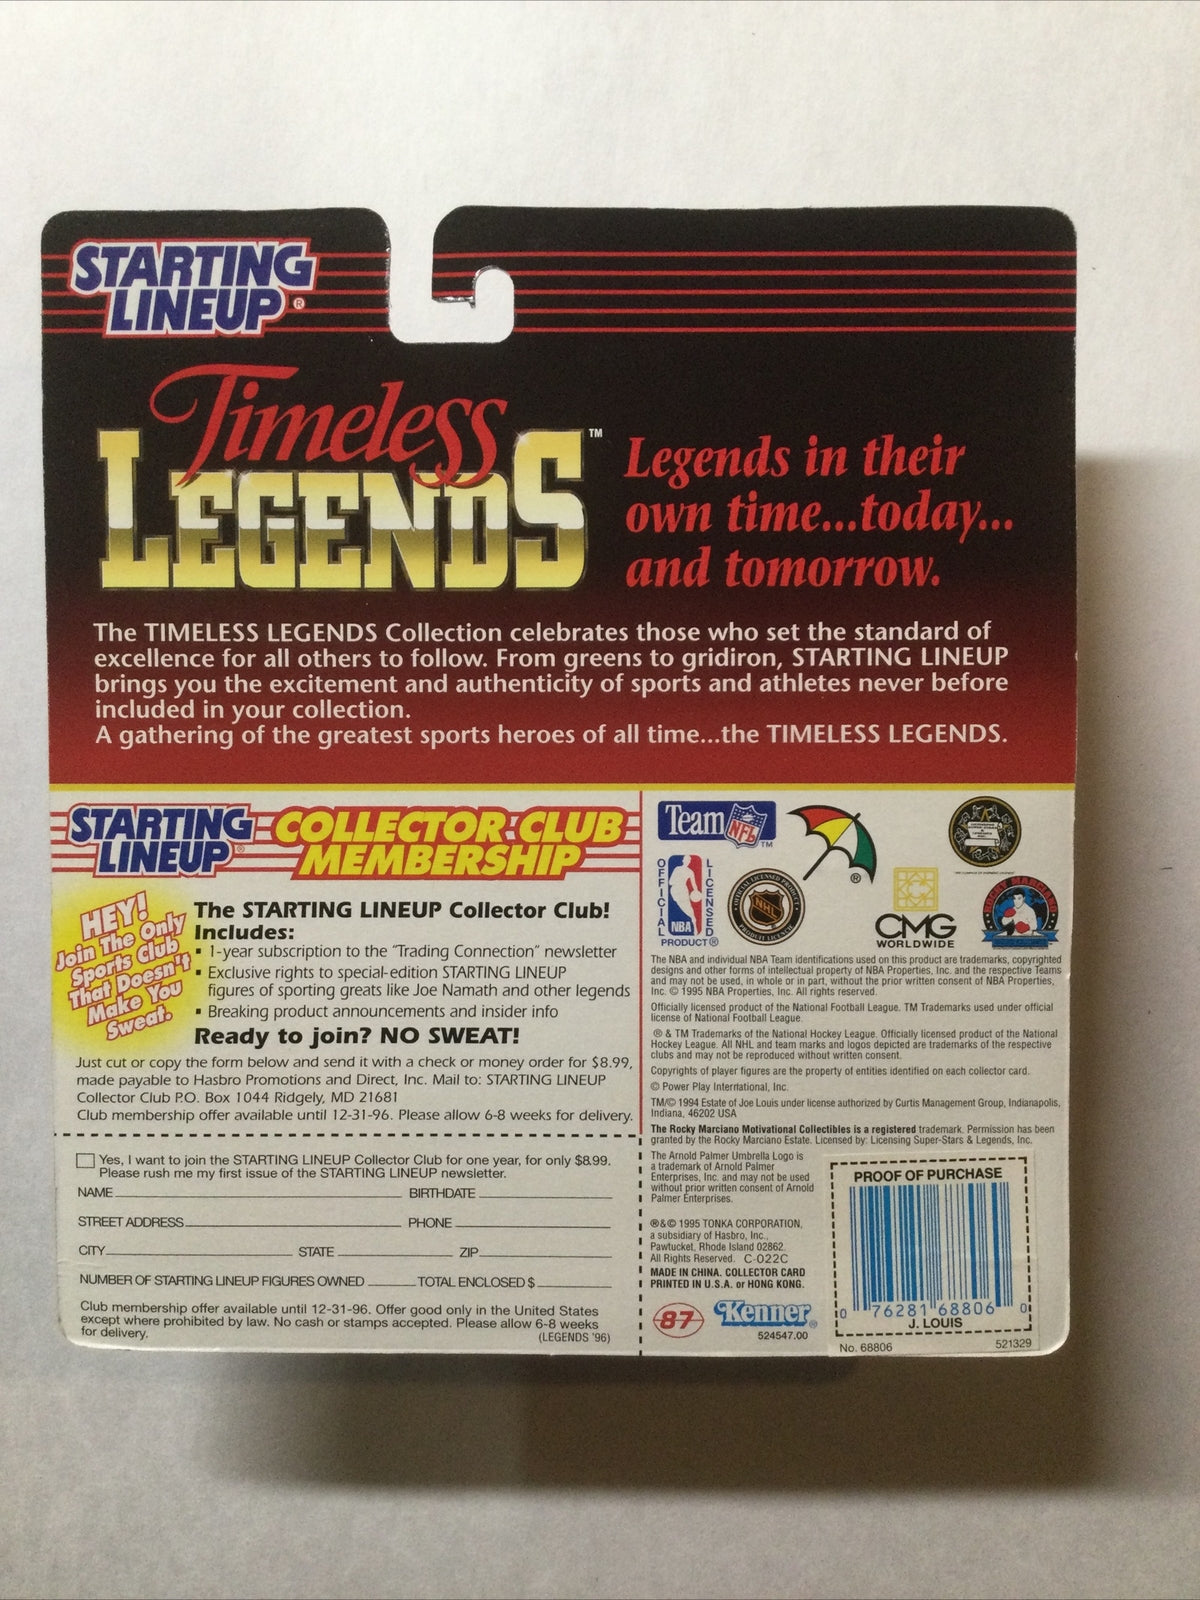 STARTING
LINEUP®
Timeless
LEGENDS™
Legends in their
own time...today...
and tomorrow.
The TIMELESS LEGENDS Collection celebrates those who set the standard of
excellence for all others to follow. From greens to gridiron, STARTING LINEUP
brings you the excitement and authenticity of sports and athletes never before
included in your collection.
A gathering of the greatest sports heroes of all time...the TIMELESS LEGENDS.
STARTING
LINEUP®
COLLECTOR CLUB
MEMBERSHIP
HEY!
Join The Only
Sports Club
That Doesn't
Make You
Sweat.
The STARTING LINEUP Collector Club!
Includes:
▪ 1-year subscription to the "Trading Connection" newsletter
▪ Exclusive rights to special-edition STARTING LINEUP
figures of sporting greats like Joe Namath and other legends
▪ Breaking product announcements and insider info
Ready to join? NO SWEAT!
Just cut or copy the form below and send it with a check or money order for $8.99,
made payable to Hasbro Promotions and Direct, Inc. Mail to: STARTING LINEUP
Collector Club P.O. Box 1044 Ridgely, MD 21681
Club membership offer available until 12-31-96. Please allow 6-8 weeks for delivery.
Yes, I want to join the STARTING LINEUP Collector Club for one year, for only $8.99.
Please rush me my first issue of the STARTING LINEUP newsletter.
NAME BIRTHDATE
STREET ADDRESS PHONE
CITY STATE ZIP
NUMBER OF STARTING LINEUP FIGURES OWNED TOTAL ENCLOSED $
Club membership offer available until 12-31-96. Offer good only in the United States
except where prohibited by law. No cash or stamps accepted. Please allow 6-8 weeks
for delivery. (LEGENDS '96)
Team NFL™
®
OFFICIAL
NBA
LICENSED
PRODUCT®
OFFICIAL LICENSED PRODUCT
NHL
CMG
WORLDWIDE
ROCKY MARCIANO
The NBA and individual NBA Team identifications used on this product are trademarks, copyrighted
designs and other forms of intellectual property of NBA Properties, Inc. and the respective Teams
and may not be used, in whole or in part, without the prior written consent of NBA Properties,
Inc. © 1995 NBA Properties, Inc. All rights reserved.
Officially licensed product of the National Football League. TM Trademarks used under official
license of National Football League.
® & TM Trademarks of the National Hockey League. Officially licensed product of the National
Hockey League. All NHL and team marks and logos depicted are trademarks of the respective
clubs and may not be reproduced without written consent.
Copyrights of player figures are the property of entities identified on each collector card.
© Power Play International, Inc.
TM/© 1994 Estate of Joe Louis under license authorized by Curtis Management Group, Indianapolis,
Indiana, 46202 USA
The Rocky Marciano Motivational Collectibles is a registered trademark. Permission has been
granted by the Rocky Marciano Estate. Licensed by: Licensing Super-Stars & Legends, Inc.
The Arnold Palmer Umbrella Logo is
a trademark of Arnold Palmer
Enterprises, Inc. and may not be used
without prior written consent of Arnold
Palmer Enterprises.
®&© 1995 TONKA CORPORATION,
a subsidiary of Hasbro, Inc.,
Pawtucket, Rhode Island 02862.
All Rights Reserved. C-022C
MADE IN CHINA. COLLECTOR CARD
PRINTED IN U.S.A. or HONG KONG.
87
Kenner®
524547.00
PROOF OF PURCHASE
0 76281 68806 0
J. LOUIS
No. 68806 521329